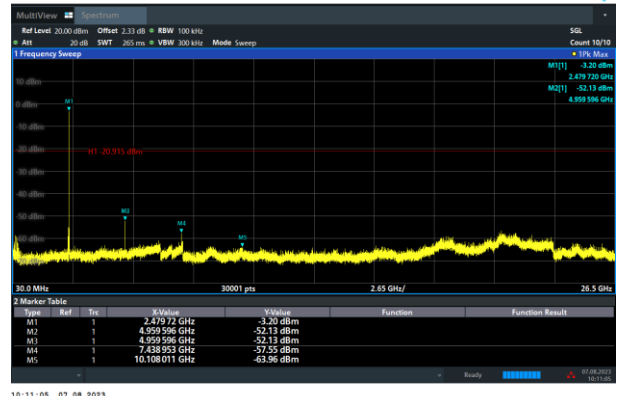 MultiView Spectrum
Ref Level 20.00 dBm Offset 2.33 dB RBW 100 kHz SGL
Att 20 dB SWT 265 ms VBW 300 kHz Mode Sweep Count 10/10
1 Frequency Sweep 1Pk Max
M1[1] -3.20 dBm
2.479 720 GHz
M2[1] -52.13 dBm
4.959 596 GHz
10 dBm
0 dBm
M1
-10 dBm
-20 dBm
H1 -20.915 dBm
-30 dBm
-40 dBm
-50 dBm
M3
M4
M5
30.0 MHz 30001 pts 2.65 GHz/ 26.5 GHz
2 Marker Table
Type Ref Trc X-Value Y-Value Function Function Result
M1 1 2.479 72 GHz -3.20 dBm
M2 1 4.959 596 GHz -52.13 dBm
M3 1 4.959 596 GHz -52.13 dBm
M4 1 7.438 953 GHz -57.55 dBm
M5 1 10.108 011 GHz -63.96 dBm
Ready 07.08.2023
10:11:05
10:11:05 07.08.2023